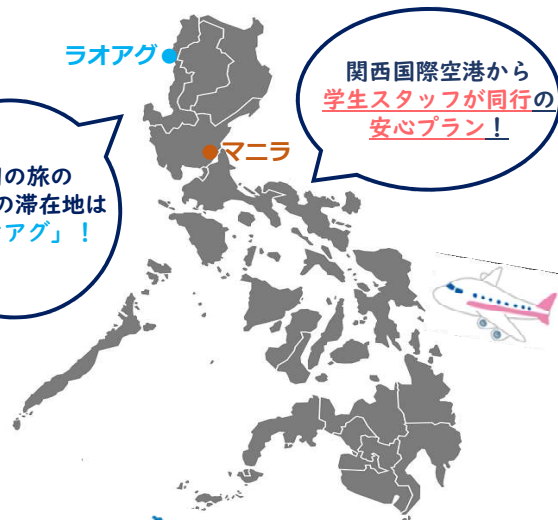 ラオアグ
関西国際空港から
学生スタッフが同行の
安心プラン！
マニラ
の旅の
の滞在地は
アグ」！